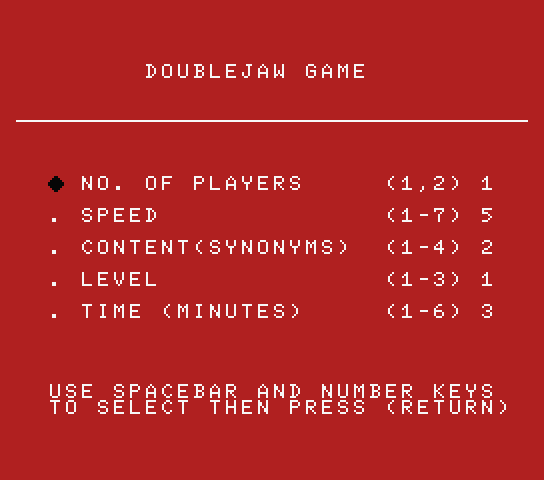 DOUBLEJAW GAME
NO. OF PLAYERS (1,2) 1
. SPEED (1-7) 5
. CONTENT(SYNONYMS) (1-4) 2
. LEVEL (1-3) 1
. TIME (MINUTES) (1-6) 3
USE SPACEBAR AND NUMBER KEYS
TO SELECT THEN PRESS (RETURN)